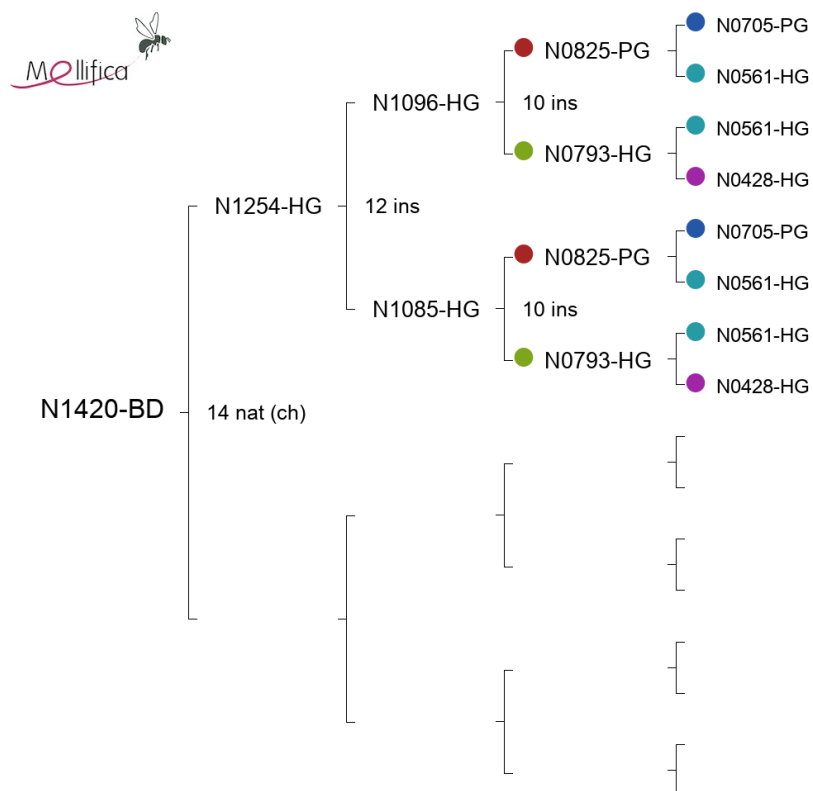 Mellifica
N0705-PG
N0825-PG
N0561-HG
N1096-HG
10 ins
N0561-HG
N0793-HG
N0428-HG
N1254-HG
12 ins
N0705-PG
N0825-PG
N0561-HG
N1085-HG
10 ins
N0561-HG
N0793-HG
N0428-HG
N1420-BD
14 nat (ch)